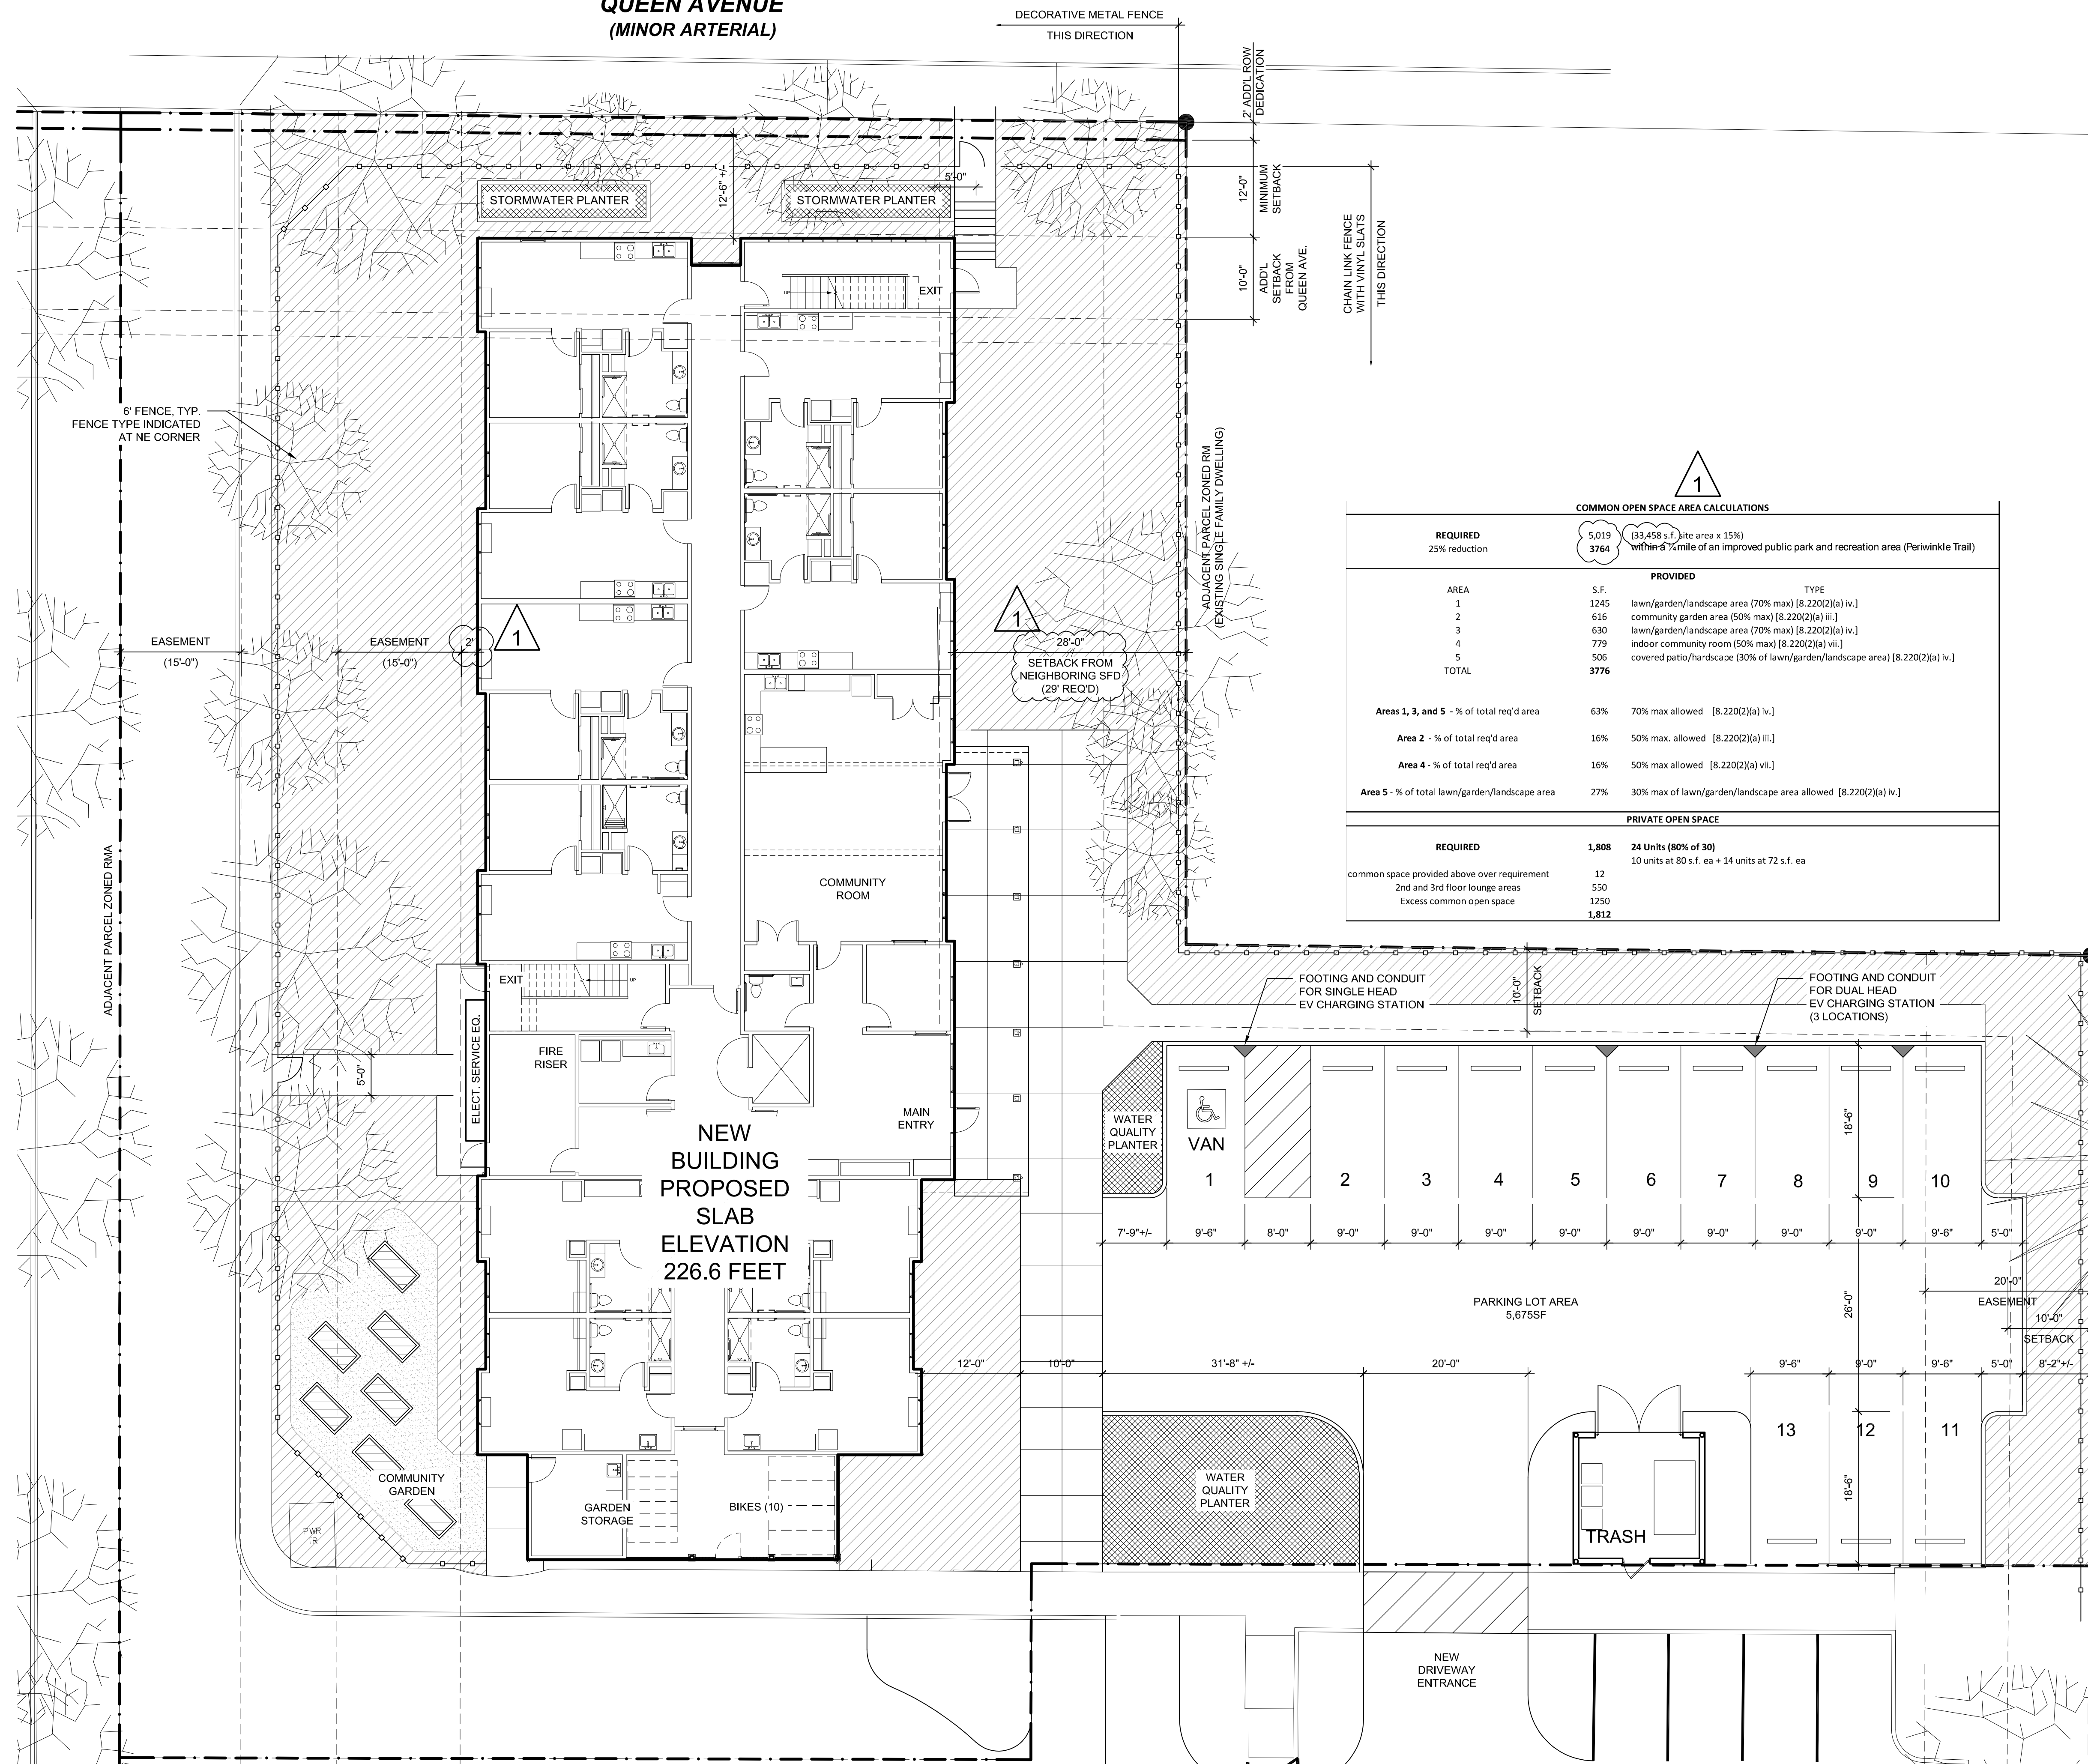 QUEEN AVENUE
(MINOR ARTERIAL)
DECORATIVE METAL FENCE
THIS DIRECTION
2' ADD'L ROW
DEDICATION
12'-0"
MINIMUM
SETBACK
10'-0"
ADD'L
SETBACK
FROM
QUEEN AVE.
CHAIN LINK FENCE
WITH VINYL SLATS
THIS DIRECTION
12'-6" +/-
5'-0"
STORMWATER PLANTER
STORMWATER PLANTER
UP
EXIT
6' FENCE, TYP.
FENCE TYPE INDICATED
AT NE CORNER
ADJACENT PARCEL ZONED RM
(EXISTING SINGLE FAMILY DWELLING)
EASEMENT
(15'-0")
EASEMENT
(15'-0")
2'
1
1
28'-0"
SETBACK FROM
NEIGHBORING SFD
(29' REQ'D)
1
COMMON OPEN SPACE AREA CALCULATIONS
REQUIRED 5,019 (33,458 s.f. site area x 15%)
25% reduction 3764 within a ¼ mile of an improved public park and recreation area (Periwinkle Trail)
PROVIDED
AREA S.F. TYPE
1 1245 lawn/garden/landscape area (70% max) [8.220(2)(a) iv.]
2 616 community garden area (50% max) [8.220(2)(a) iii.]
3 630 lawn/garden/landscape area (70% max) [8.220(2)(a) iv.]
4 779 indoor community room (50% max) [8.220(2)(a) vii.]
5 506 covered patio/hardscape (30% of lawn/garden/landscape area) [8.220(2)(a) iv.]
TOTAL 3776
Areas 1, 3, and 5 - % of total req'd area 63% 70% max allowed [8.220(2)(a) iv.]
Area 2 - % of total req'd area 16% 50% max. allowed [8.220(2)(a) iii.]
Area 4 - % of total req'd area 16% 50% max allowed [8.220(2)(a) vii.]
Area 5 - % of total lawn/garden/landscape area 27% 30% max of lawn/garden/landscape area allowed [8.220(2)(a) iv.]
PRIVATE OPEN SPACE
REQUIRED 1,808 24 Units (80% of 30)
10 units at 80 s.f. ea + 14 units at 72 s.f. ea
common space provided above over requirement 12
2nd and 3rd floor lounge areas 550
Excess common open space 1250
1,812
ADJACENT PARCEL ZONED RMA
COMMUNITY
ROOM
EXIT
UP
ELECT. SERVICE EQ.
FIRE
RISER
5'-0"
MAIN
ENTRY
NEW
BUILDING
PROPOSED
SLAB
ELEVATION
226.6 FEET
FOOTING AND CONDUIT
FOR SINGLE HEAD
EV CHARGING STATION
10'-0"
SETBACK
FOOTING AND CONDUIT
FOR DUAL HEAD
EV CHARGING STATION
(3 LOCATIONS)
WATER
QUALITY
PLANTER
VAN
18'-6"
1 2 3 4 5 6 7 8 9 10
7'-9"+/- 9'-6" 8'-0" 9'-0" 9'-0" 9'-0" 9'-0" 9'-0" 9'-0" 9'-0" 9'-6" 5'-0"
PARKING LOT AREA
5,675SF
26'-0"
20'-0"
EASEMENT
10'-0"
SETBACK
12'-0" 10'-0" 31'-8" +/- 20'-0" 9'-6" 9'-0" 9'-6" 5'-0" 8'-2"+/-
13 12 11
18'-6"
WATER
QUALITY
PLANTER
TRASH
COMMUNITY
GARDEN
GARDEN
STORAGE
BIKES (10)
PWR
TR
NEW
DRIVEWAY
ENTRANCE